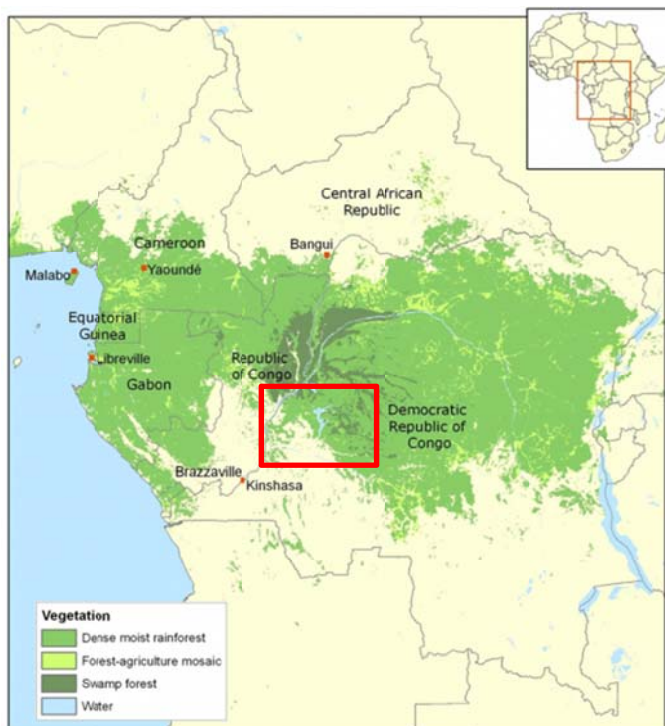 Central African
Republic
Cameroon
Bangui
Malabo
Yaoundé
Equatorial
Guinea
Libreville
Republic
of Congo
Gabon
Democratic
Republic of
Congo
Brazzaville
Kinshasa
Vegetation
Dense moist rainforest
Forest-agriculture mosaic
Swamp forest
Water